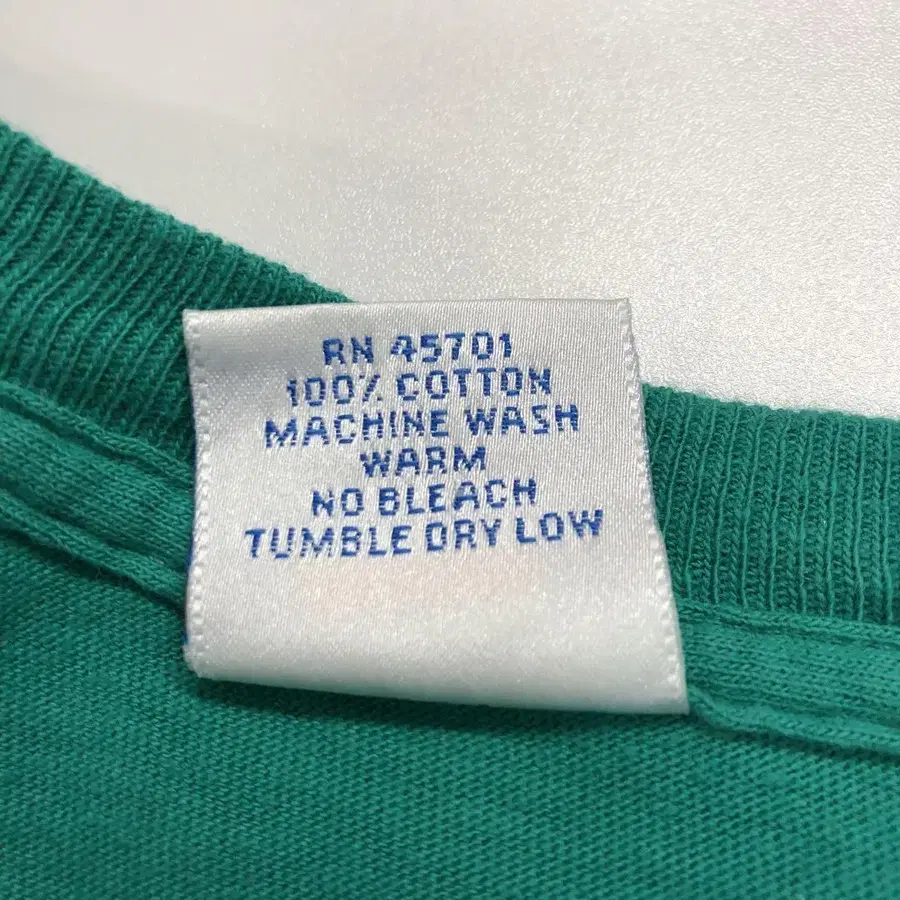 RN 45701
100% COTTON
MACHINE WASH
WARM
NO BLEACH
TUMBLE DRY LOW